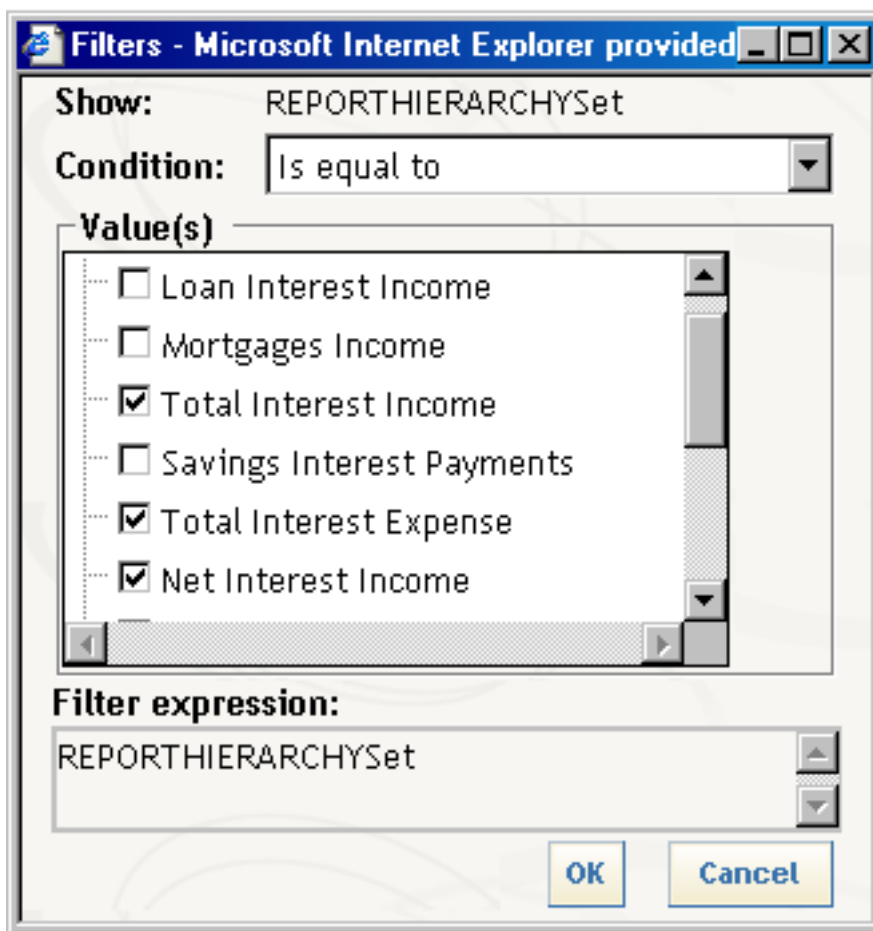 Filters - Microsoft Internet Explorer provided
Show: REPORTHIERARCHYSet
Condition: Is equal to
Value(s)
Loan Interest Income
Mortgages Income
Total Interest Income
Savings Interest Payments
Total Interest Expense
Net Interest Income
Filter expression:
REPORTHIERARCHYSet
OK Cancel